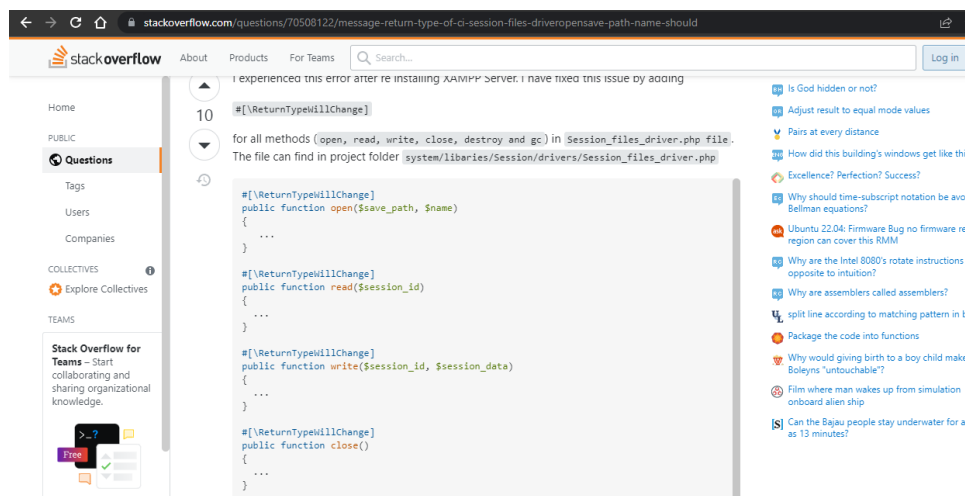 stackoverflow.com/questions/70508122/message-return-type-of-ci-session-files-driveropensave-path-name-should
stack overflow
About
Products
For Teams
Search...
Log in
Home
PUBLIC
Questions
Tags
Users
Companies
COLLECTIVES
Explore Collectives
TEAMS
Stack Overflow for
Teams – Start
collaborating and
sharing organizational
knowledge.
>_?
Free
10
I experienced this error after re installing XAMPP Server. I have fixed this issue by adding
#[\ReturnTypeWillChange]
for all methods (open, read, write, close, destroy and gc) in Session_files_driver.php file.
The file can find in project folder system/libaries/Session/drivers/Session_files_driver.php
#[\ReturnTypeWillChange]
public function open($save_path, $name)
{
...
}
#[\ReturnTypeWillChange]
public function read($session_id)
{
...
}
#[\ReturnTypeWillChange]
public function write($session_id, $session_data)
{
...
}
#[\ReturnTypeWillChange]
public function close()
{
...
}
Is God hidden or not?
Adjust result to equal mode values
Pairs at every distance
How did this building's windows get like
Excellence? Perfection? Success?
Why should time-subscript notation be
Bellman equations?
Ubuntu 22.04: Firmware Bug no firmware
region can cover this RMM
Why are the Intel 8080's rotate instructions
opposite to intuition?
Why are assemblers called assemblers?
split line according to matching pattern in
Package the code into functions
Why would giving birth to a boy child make
Boleyns "untouchable"?
Film where man wakes up from simulation
onboard alien ship
Can the Bajau people stay underwater for
as 13 minutes?